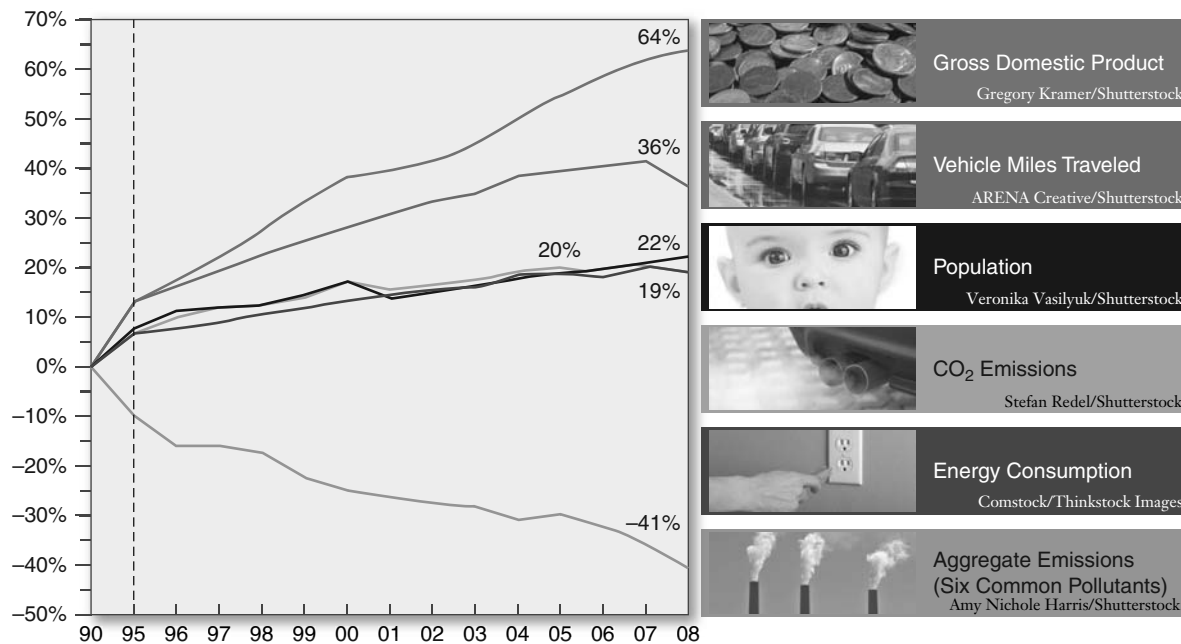 70%
60%
50%
40%
30%
20%
10%
0%
–10%
–20%
–30%
–40%
–50%
90 95 96 97 98 99 00 01 02 03 04 05 06 07 08
64%
36%
20%
22%
19%
–41%
Gross Domestic Product
Gregory Kramer/Shutterstock
Vehicle Miles Traveled
ARENA Creative/Shutterstock
Population
Veronika Vasilyuk/Shutterstock
CO₂ Emissions
Stefan Redel/Shutterstock
Energy Consumption
Comstock/Thinkstock Images
Aggregate Emissions
(Six Common Pollutants)
Amy Nichole Harris/Shutterstock